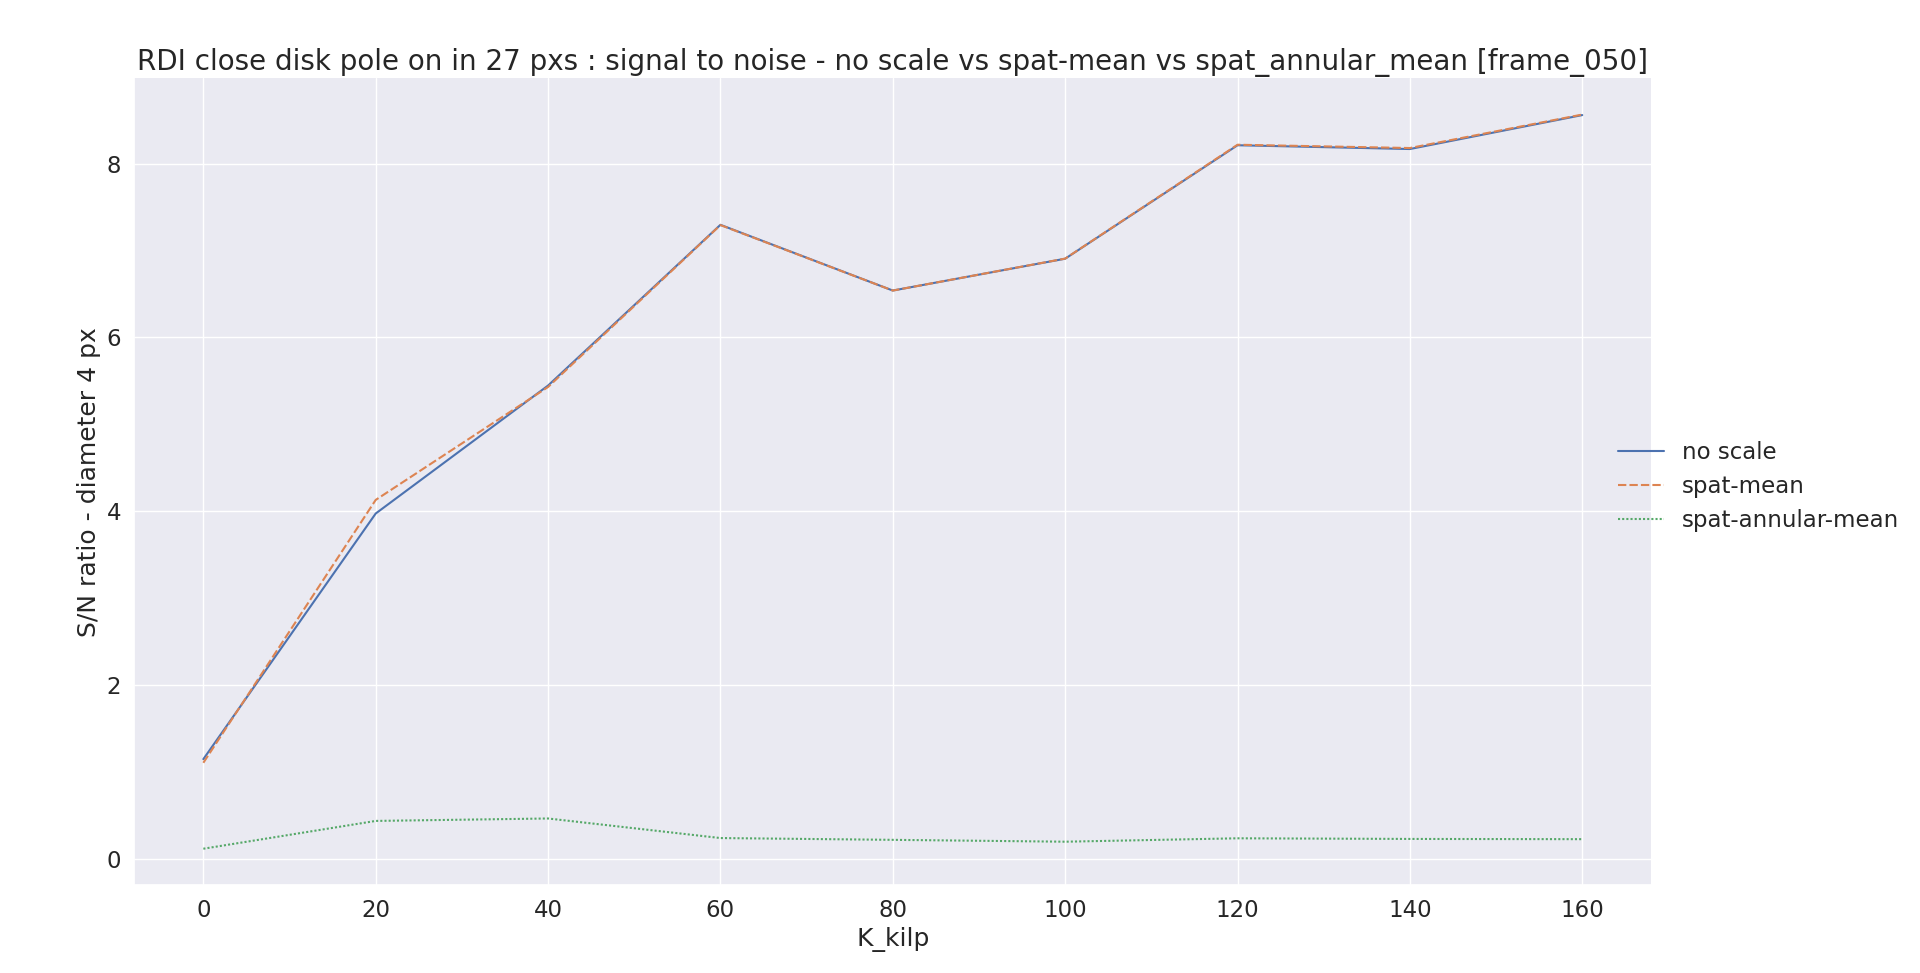 RDI close disk pole on in 27 pxs : signal to noise - no scale vs spat-mean vs spat_annular_mean [frame_050]
S/N ratio - diameter 4 px
8
6
4
2
0
0 20 40 60 80 100 120 140 160
K_kilp
no scale
spat-mean
spat-annular-mean